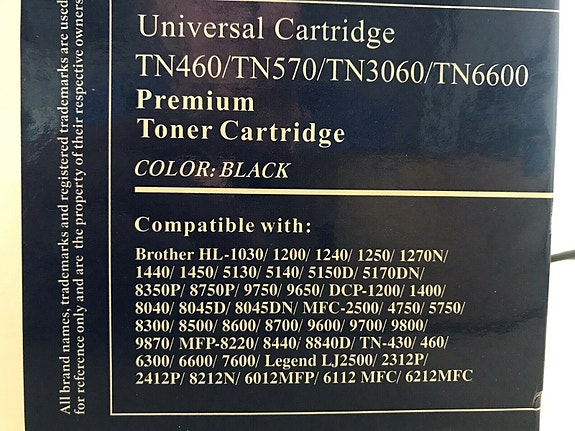 Universal Cartridge
TN460/TN570/TN3060/TN6600
Premium
Toner Cartridge
COLOR: BLACK
Compatible with:
Brother HL-1030/ 1200/ 1240/ 1250/ 1270N/
1440/ 1450/ 5130/ 5140/ 5150D/ 5170DN/
8350P/ 8750P/ 9750/ 9650/ DCP-1200/ 1400/
8040/ 8045D/ 8045DN/ MFC-2500/ 4750/ 5750/
8300/ 8500/ 8600/ 8700/ 9600/ 9700/ 9800/
9870/ MFP-8220/ 8440/ 8840D/ TN-430/ 460/
6300/ 6600/ 7600/ Legend LJ2500/ 2312P/
2412P/ 8212N/ 6012MFP/ 6112 MFC/ 6212MFC
All brand names, trademarks and registered trademarks are used
for reference only and are the property of their respective owners